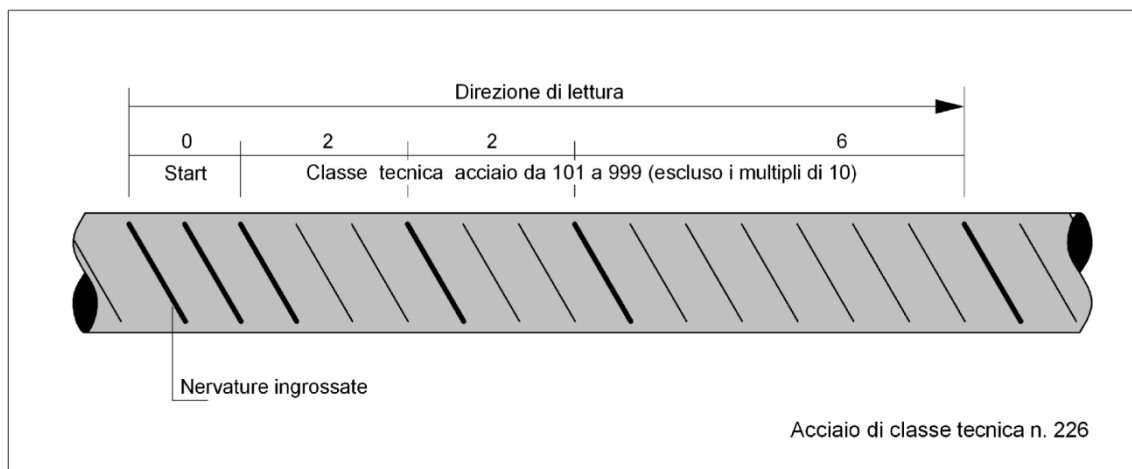 Direzione di lettura
0 2 2 6
Start Classe tecnica acciaio da 101 a 999 (escluso i multipli di 10)
Nervature ingrossate
Acciaio di classe tecnica n. 226